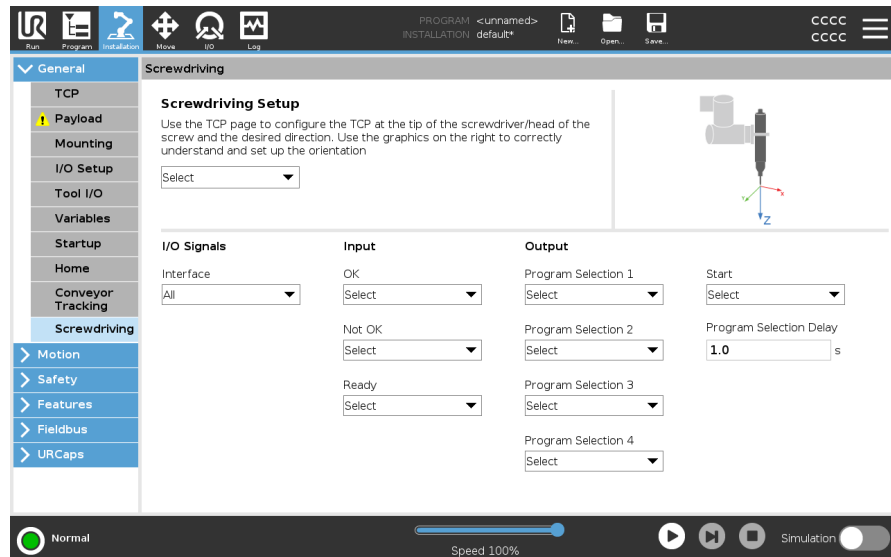 UR
PROGRAM <unnamed>
INSTALLATION default*
CCCC
CCCC
Run
Program
Installation
Move
I/O
Log
New...
Open...
Save...
General
TCP
Payload
Mounting
I/O Setup
Tool I/O
Variables
Startup
Home
Conveyor
Tracking
Screwdriving
Motion
Safety
Features
Fieldbus
URCaps
Screwdriving
Screwdriving Setup
Use the TCP page to configure the TCP at the tip of the screwdriver/head of the
screw and the desired direction. Use the graphics on the right to correctly
understand and set up the orientation
Select
Y
X
Z
I/O Signals
Input
Output
Interface
OK
Program Selection 1
Start
All
Select
Select
Select
Not OK
Program Selection 2
Program Selection Delay
Select
Select
1.0
s
Ready
Program Selection 3
Select
Select
Program Selection 4
Select
Normal
Speed 100%
Simulation